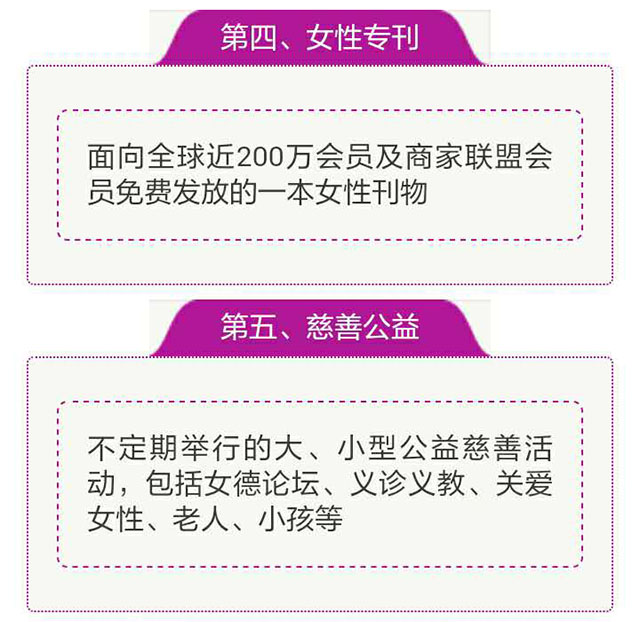 第四、女性专刊
面向全球近200万会员及商家联盟会
员免费发放的一本女性刊物
第五、慈善公益
不定期举行的大、小型公益慈善活
动，包括女德论坛、义诊义教、关爱
女性、老人、小孩等